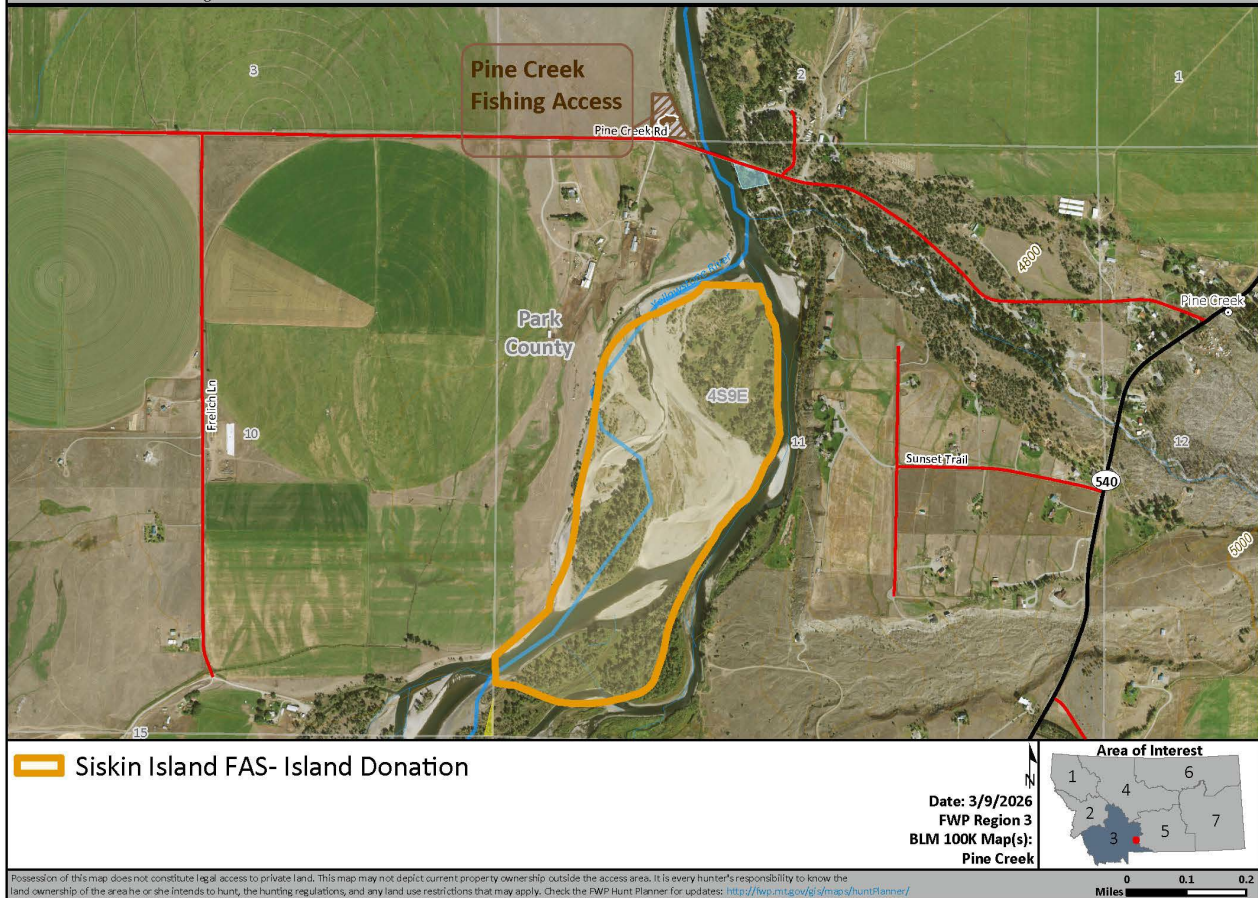 3
2
1
Pine Creek
Fishing Access
Pine Creek Rd
4800
Pine Creek
Yellowstone River
Park
County
4S9E
Frelich Ln
10
11
12
Sunset Trail
540
5000
15
Siskin Island FAS- Island Donation
N
Date: 3/9/2026
FWP Region 3
BLM 100K Map(s):
Pine Creek
Area of Interest
1
4
6
2
3
5
7
Possession of this map does not constitute legal access to private land. This map may not depict current property ownership outside the access area. It is every hunter's responsibility to know the
land ownership of the area he or she intends to hunt, the hunting regulations, and any land use restrictions that may apply. Check the FWP Hunt Planner for updates: http://fwp.mt.gov/gis/maps/huntPlanner/
0 0.1 0.2
Miles